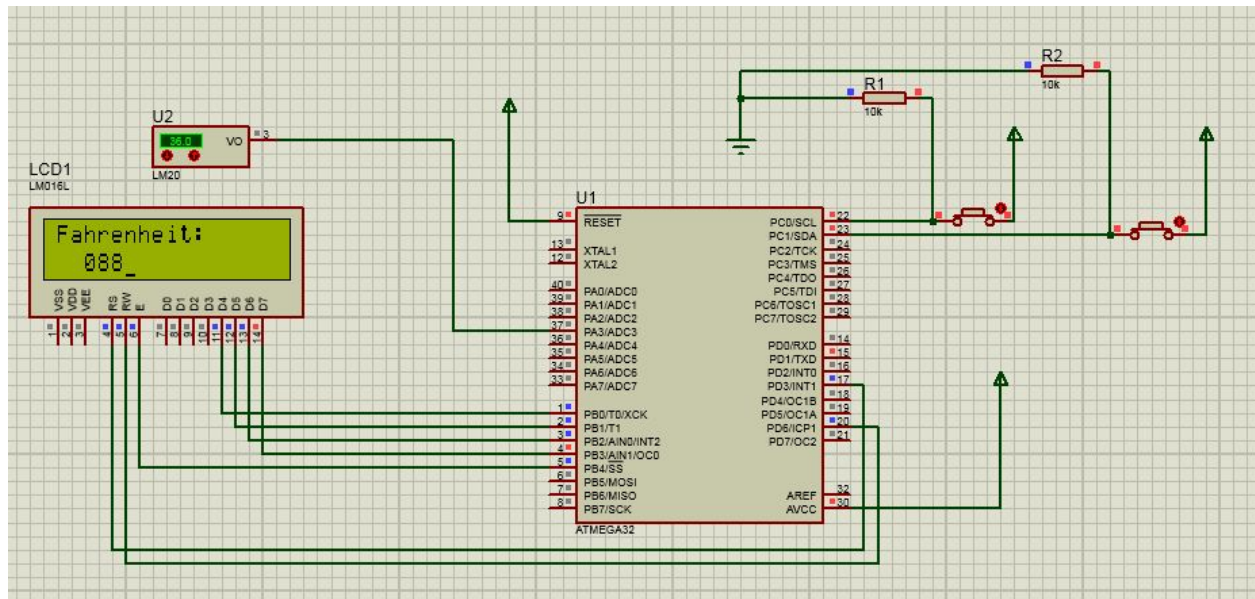 R2
10k
R1
10k
U2
36.0
VO
3
LM20
LCD1
LM016L
Fahrenheit:
088_
VSS
VDD
VEE
RS
RW
E
D0
D1
D2
D3
D4
D5
D6
D7
1
2
3
4
5
6
7
8
9
10
11
12
13
14
U1
9
RESET
13
XTAL1
12
XTAL2
40
PA0/ADC0
39
PA1/ADC1
38
PA2/ADC2
37
PA3/ADC3
36
PA4/ADC4
35
PA5/ADC5
34
PA6/ADC6
33
PA7/ADC7
1
PB0/T0/XCK
2
PB1/T1
3
PB2/AIN0/INT2
4
PB3/AIN1/OC0
5
PB4/SS
6
PB5/MOSI
7
PB6/MISO
8
PB7/SCK
PC0/SCL
22
PC1/SDA
23
PC2/TCK
24
PC3/TMS
25
PC4/TDO
26
PC5/TDI
27
PC6/TOSC1
28
PC7/TOSC2
29
PD0/RXD
14
PD1/TXD
15
PD2/INT0
16
PD3/INT1
17
PD4/OC1B
18
PD5/OC1A
19
PD6/ICP1
20
PD7/OC2
21
AREF
32
AVCC
30
ATMEGA32